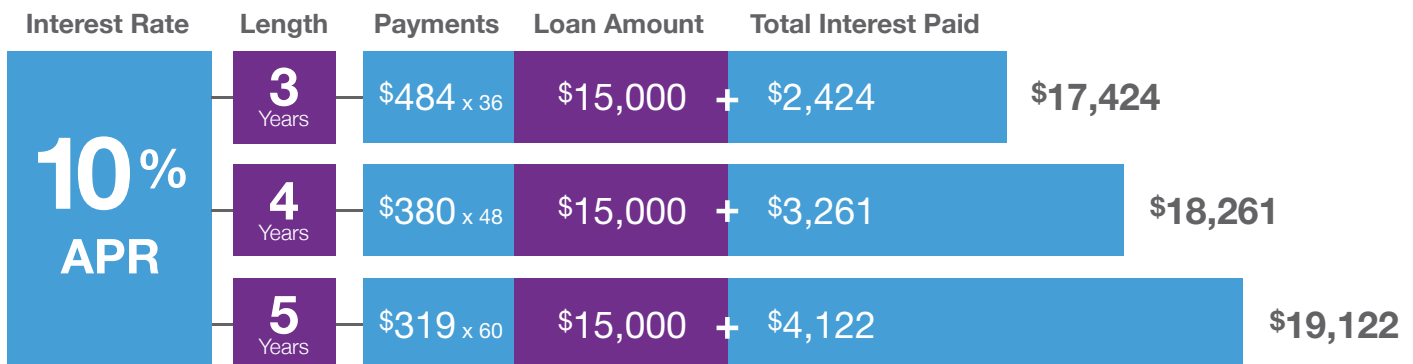 Interest Rate Length Payments Loan Amount Total Interest Paid
10% APR
3 Years $484 x 36 $15,000 + $2,424 $17,424
4 Years $380 x 48 $15,000 + $3,261 $18,261
5 Years $319 x 60 $15,000 + $4,122 $19,122